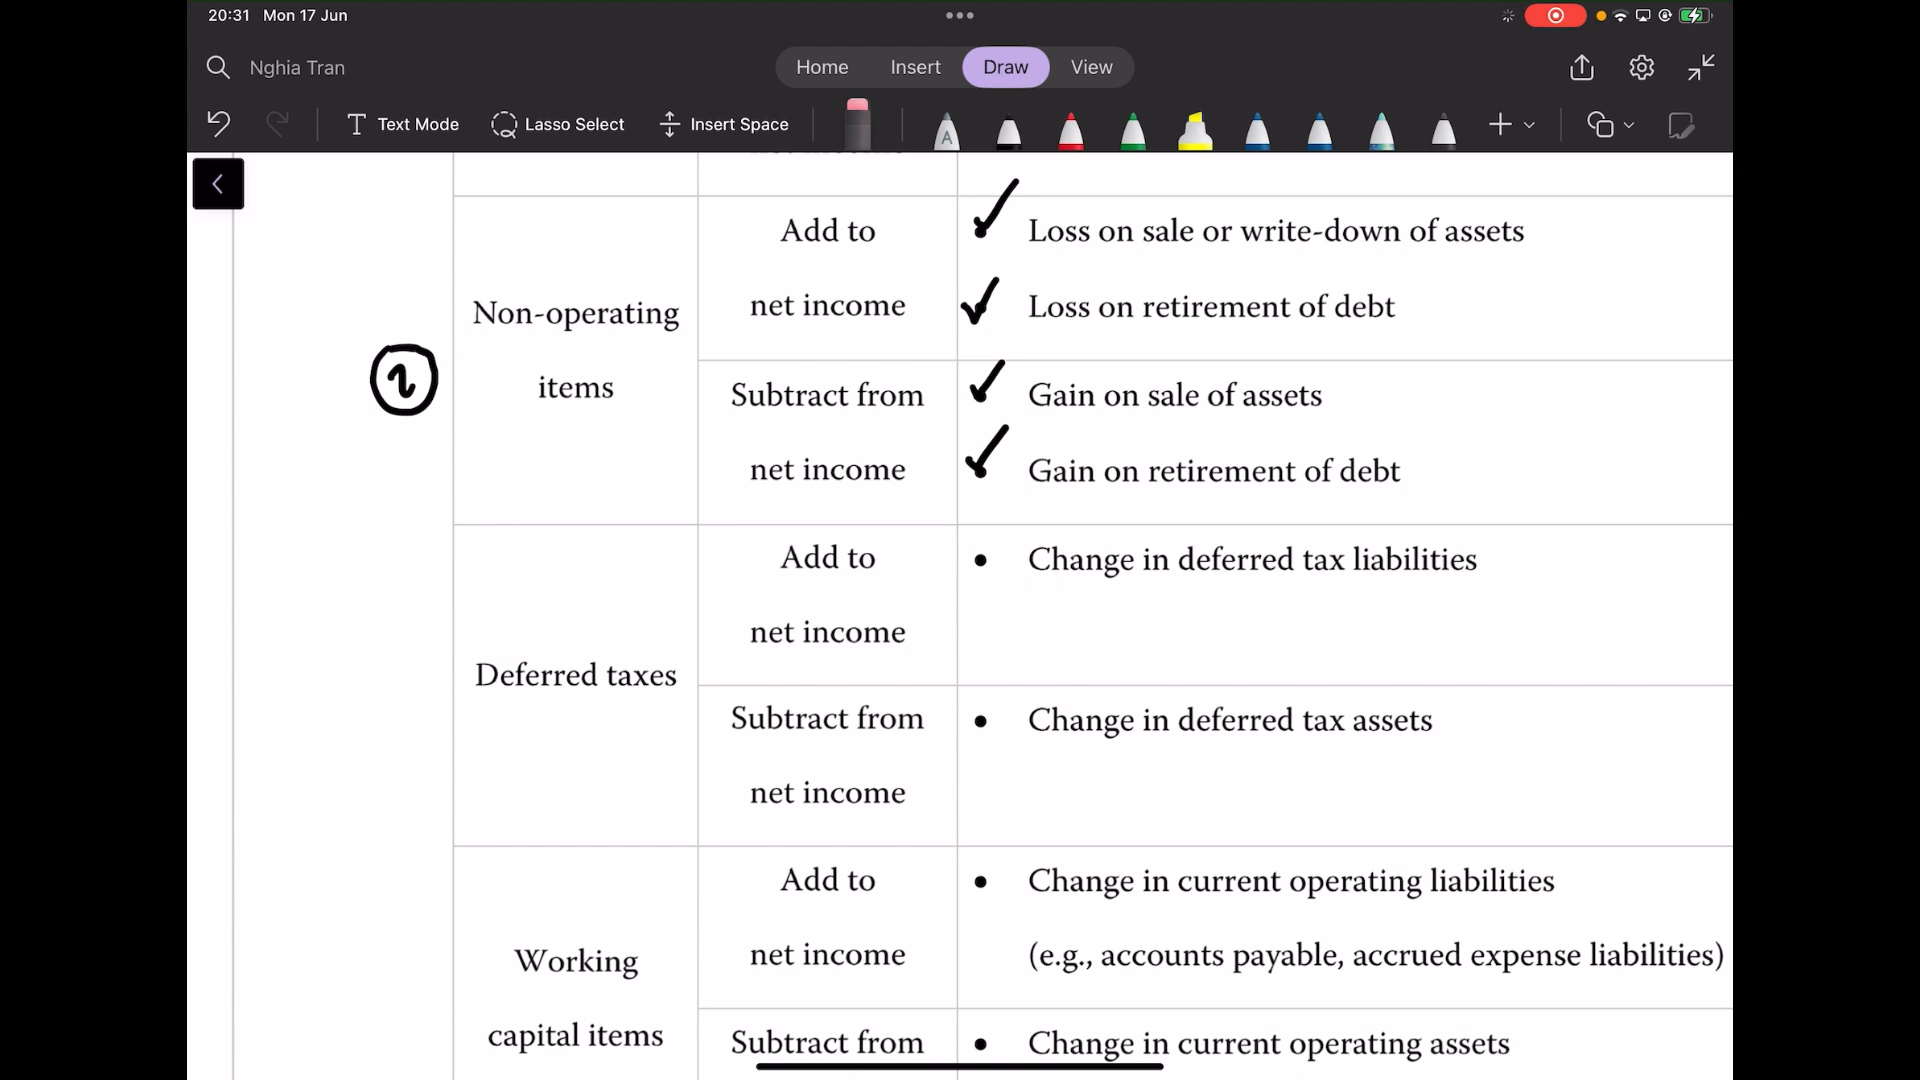 20:31 Mon 17 Jun
Nghia Tran
Home Insert Draw View
Text Mode Lasso Select Insert Space
A
Add to
net income
Loss on sale or write-down of assets
Loss on retirement of debt
Non-operating
items
2
Subtract from
net income
Gain on sale of assets
Gain on retirement of debt
Deferred taxes
Add to
net income
Change in deferred tax liabilities
Subtract from
net income
Change in deferred tax assets
Working
capital items
Add to
net income
Change in current operating liabilities
(e.g., accounts payable, accrued expense liabilities)
Subtract from
Change in current operating assets